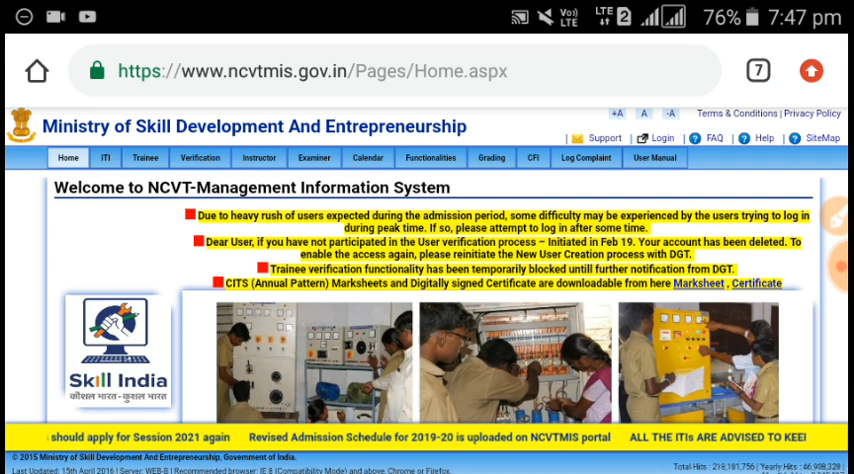 Vo))
LTE
LTE
2
76%
7:47 pm
https://www.ncvtmis.gov.in/Pages/Home.aspx
7
+A A -A Terms & Conditions | Privacy Policy
Ministry of Skill Development And Entrepreneurship
| Support | Login | FAQ | Help | SiteMap
Home ITI Trainee Verification Instructor Examiner Calendar Functionalities Grading CFI Log Complaint User Manual
Welcome to NCVT-Management Information System
Due to heavy rush of users expected during the admission period, some difficulty may be experienced by the users trying to log in
during peak time. If so, please attempt to log in after some time.
Dear User, if you have not participated in the User verification process – Initiated in Feb 19. Your account has been deleted. To
enable the access again, please reinitiate the New User Creation process with DGT.
Trainee verification functionality has been temporarily blocked untill further notification from DGT.
CITS (Annual Pattern) Marksheets and Digitally signed Certificate are downloadable from here Marksheet , Certificate
Skill India
कौशल भारत - कुशल भारत
should apply for Session 2021 again Revised Admission Schedule for 2019-20 is uploaded on NCVTMIS portal ALL THE ITIs ARE ADVISED TO KEEI
© 2015 Ministry of Skill Development And Entrepreneurship, Government of India.
Last Updated: 15th April 2016 | Server: WEB-B | Recommended browser: IE 8 (Compatibility Mode) and above, Chrome or Firefox.
Total Hits : 218,181,756 | Yearly Hits : 46,908,328 |